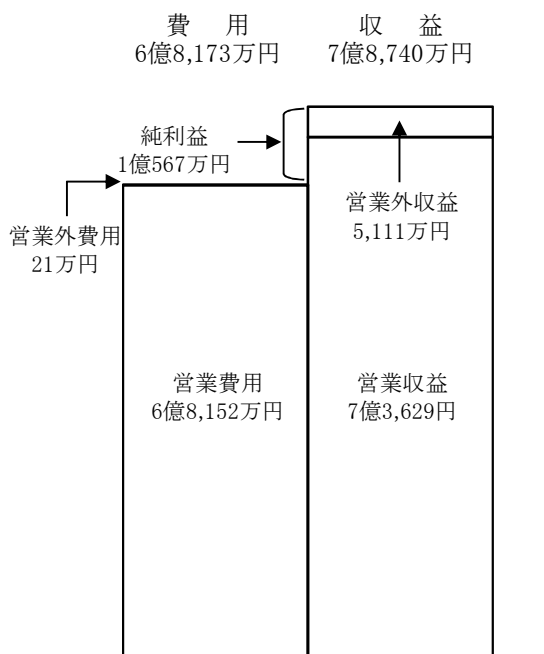 費　用
6億8,173万円
収　益
7億8,740万円
純利益
1億567万円
営業外費用
21万円
営業外収益
5,111万円
営業費用
6億8,152万円
営業収益
7億3,629円